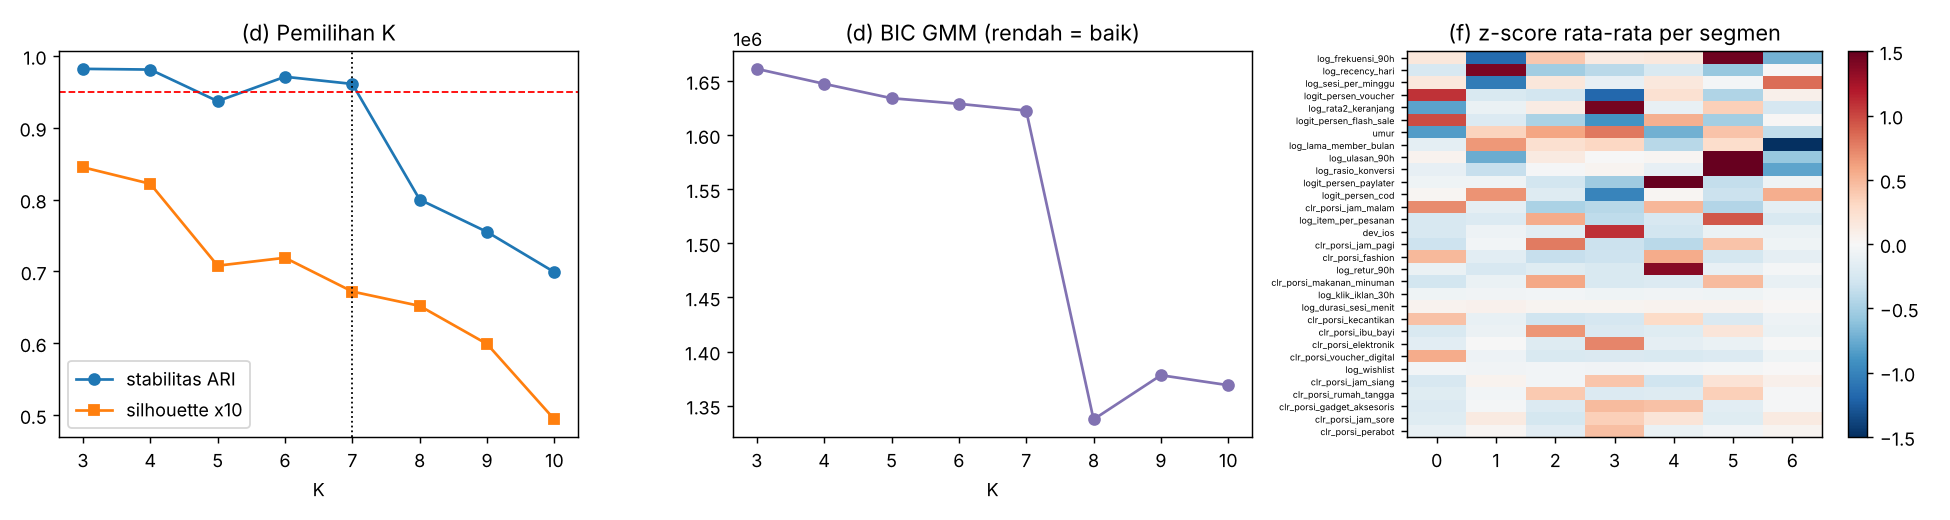 (d) Pemilihan K
1.0
0.9
0.8
0.7
0.6
0.5
stabilitas ARI
silhouette x10
3 4 5 6 7 8 9 10
K
(d) BIC GMM (rendah = baik)
1e6
1.65
1.60
1.55
1.50
1.45
1.40
1.35
3 4 5 6 7 8 9 10
K
(f) z-score rata-rata per segmen
log_frekuensi_90h
log_recency_hari
log_sesi_per_minggu
logit_persen_voucher
log_rata2_keranjang
logit_persen_flash_sale
umur
log_lama_member_bulan
log_ulasan_90h
log_rasio_konversi
logit_persen_paylater
logit_persen_cod
clr_porsi_jam_malam
log_item_per_pesanan
dev_ios
clr_porsi_jam_pagi
clr_porsi_fashion
log_retur_90h
clr_porsi_makanan_minuman
log_klik_iklan_30h
log_durasi_sesi_menit
clr_porsi_kecantikan
clr_porsi_ibu_bayi
clr_porsi_elektronik
clr_porsi_voucher_digital
log_wishlist
clr_porsi_jam_siang
clr_porsi_rumah_tangga
clr_porsi_gadget_aksesoris
clr_porsi_jam_sore
clr_porsi_perabot
0 1 2 3 4 5 6
1.5
1.0
0.5
0.0
−0.5
−1.0
−1.5